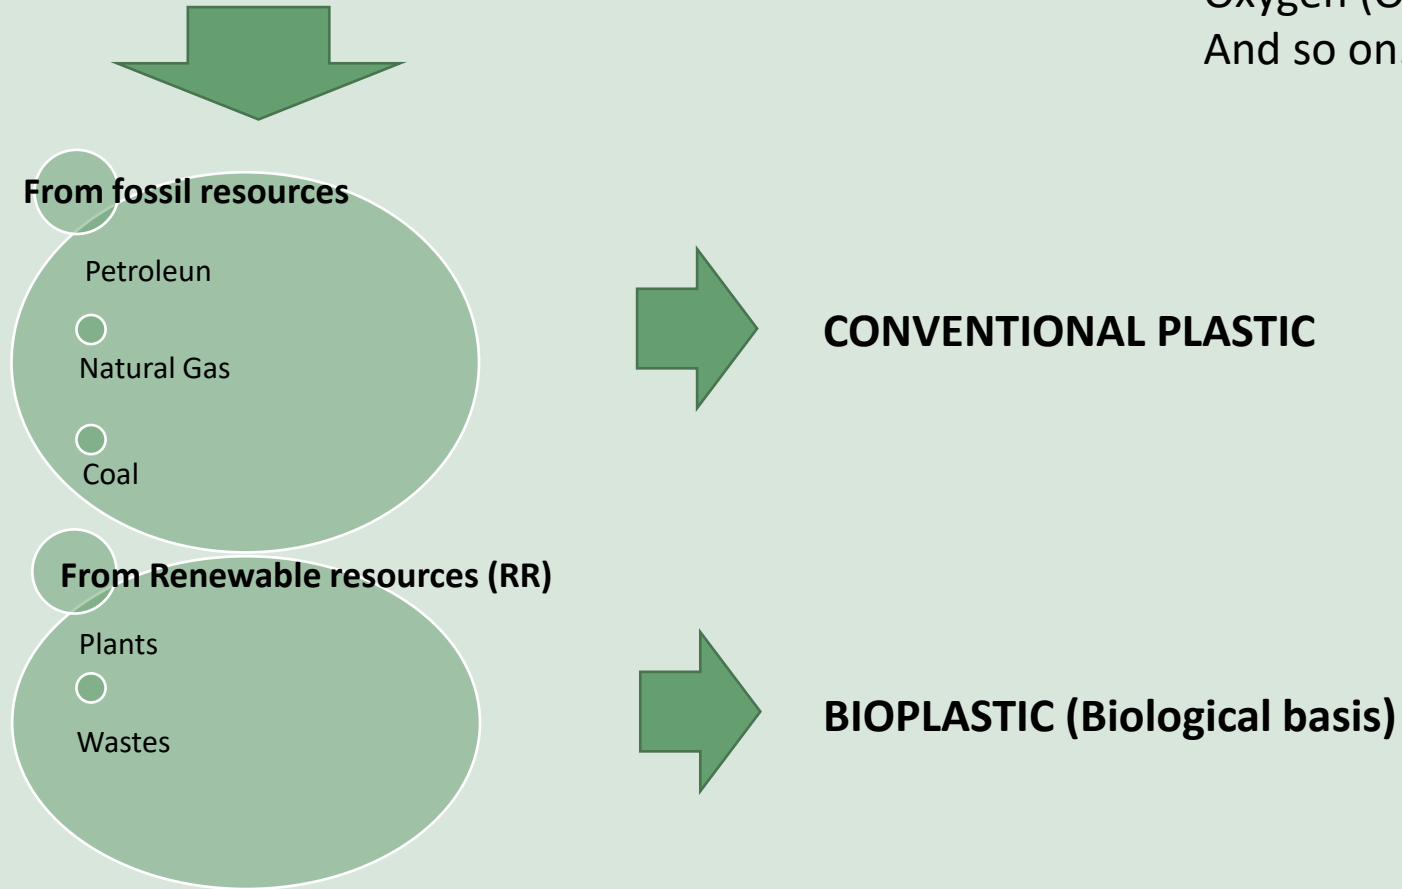 Oxygen (O
And so on.
From fossil resources
Petroleun
Natural Gas
Coal
CONVENTIONAL PLASTIC
From Renewable resources (RR)
Plants
Wastes
BIOPLASTIC (Biological basis)